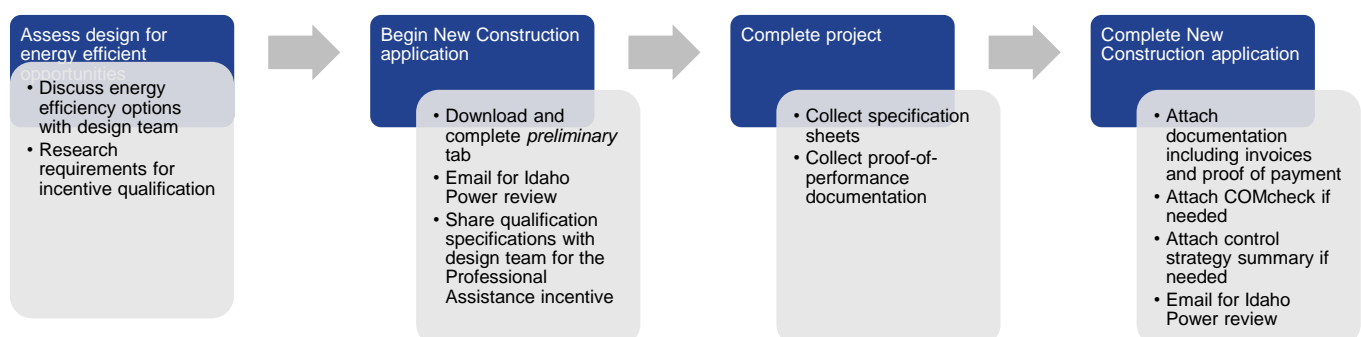 Assess design for
energy efficient
opportunities
• Discuss energy
efficiency options
with design team
• Research
requirements for
incentive qualification
Begin New Construction
application
• Download and
complete preliminary
tab
• Email for Idaho
Power review
• Share qualification
specifications with
design team for the
Professional
Assistance incentive
Complete project
• Collect specification
sheets
• Collect proof-of-
performance
documentation
Complete New
Construction application
• Attach
documentation
including invoices
and proof of payment
• Attach COMcheck if
needed
• Attach control
strategy summary if
needed
• Email for Idaho
Power review